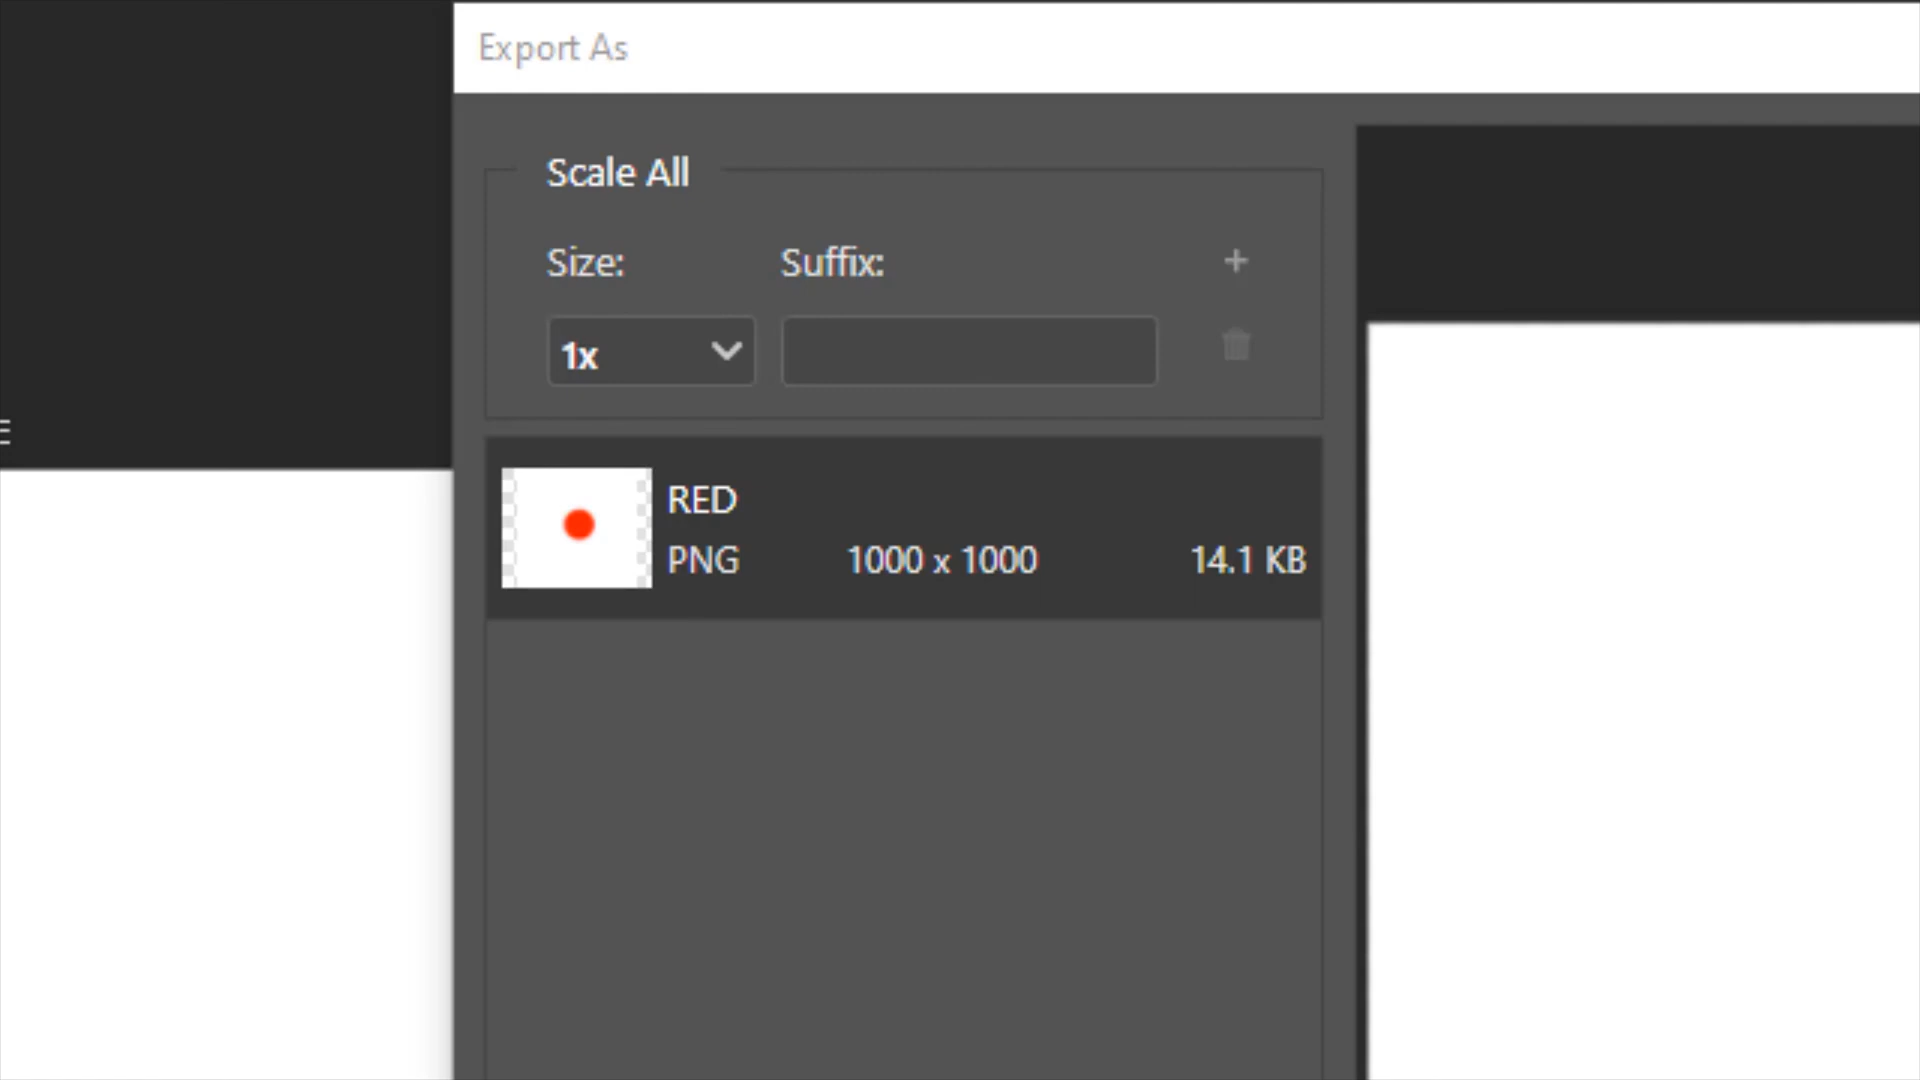 Export As
Scale All
Size: Suffix: +
1x
RED
PNG 1000 x 1000 14.1 KB